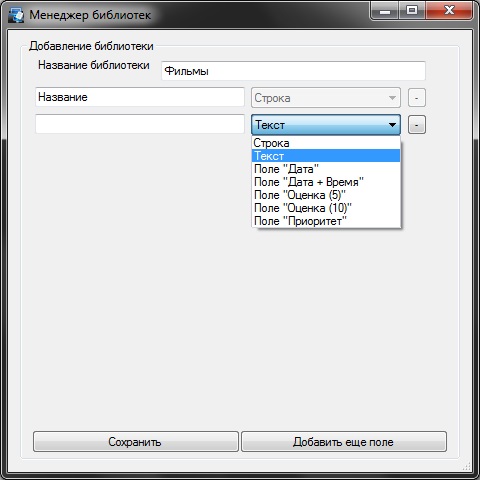 Менеджер библиотек
Добавление библиотеки
Название библиотеки Фильмы
Название Строка -
Текст -
Строка
Текст
Поле "Дата"
Поле "Дата + Время"
Поле "Оценка (5)"
Поле "Оценка (10)"
Поле "Приоритет"
Сохранить Добавить еще поле